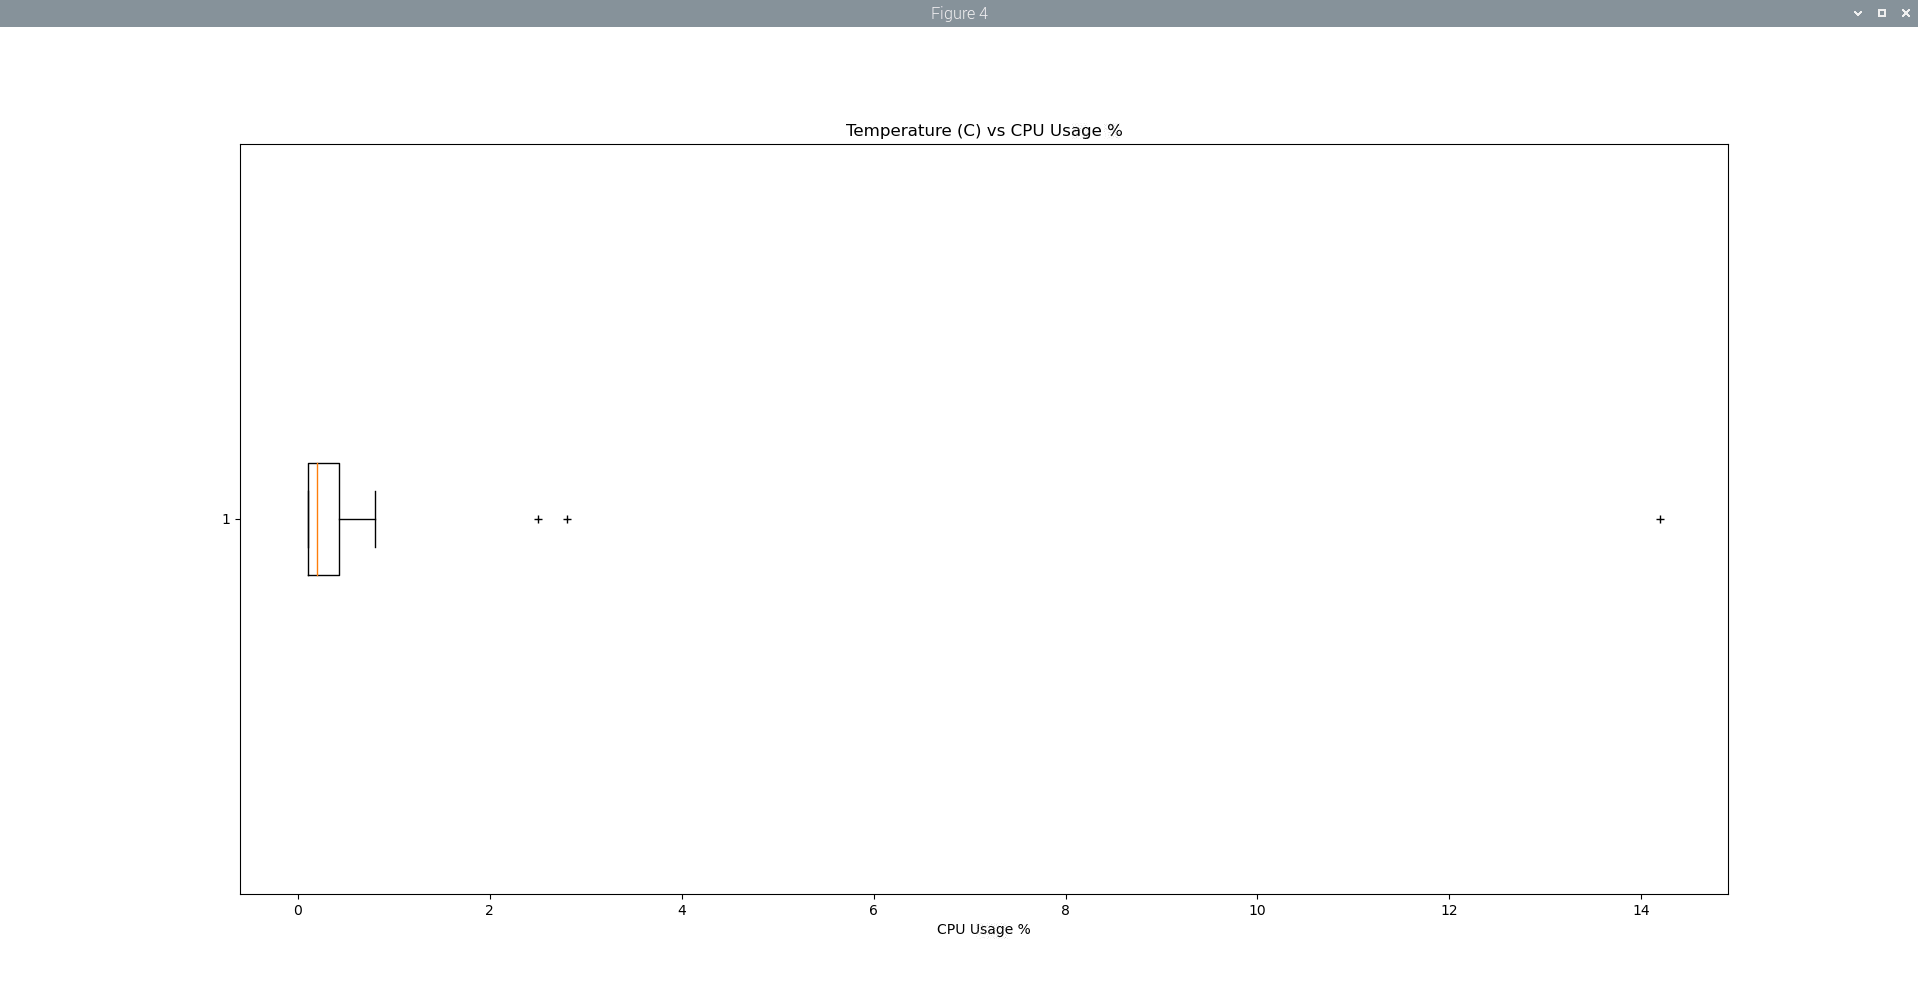 Figure 4
Temperature (C) vs CPU Usage %
1
0 2 4 6 8 10 12 14
CPU Usage %